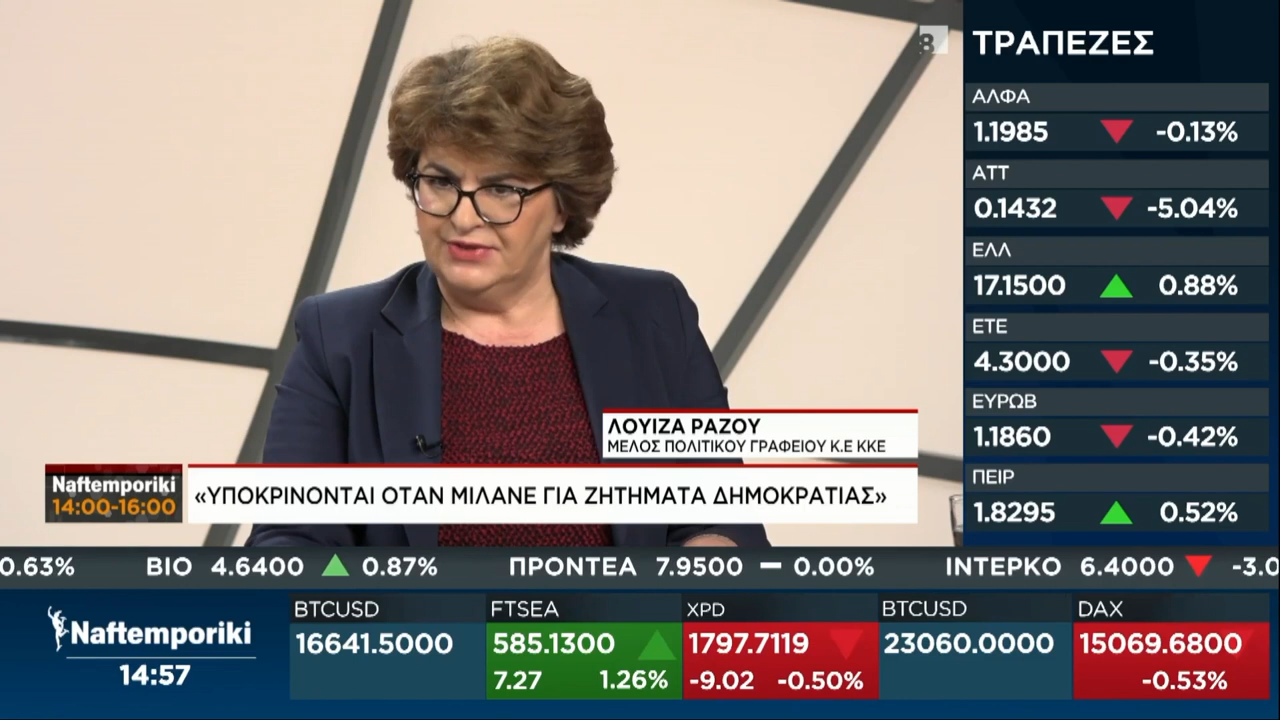 8
ΤΡΑΠΕΖΕΣ
ΑΛΦΑ
1.1985 -0.13%
ΑΤΤ
0.1432 -5.04%
ΕΛΛ
17.1500 0.88%
ΕΤΕ
4.3000 -0.35%
ΕΥΡΩΒ
1.1860 -0.42%
ΠΕΙΡ
1.8295 0.52%
ΛΟΥΙΖΑ ΡΑΖΟΥ
ΜΕΛΟΣ ΠΟΛΙΤΙΚΟΥ ΓΡΑΦΕΙΟΥ Κ.Ε ΚΚΕ
Naftemporiki
14:00-16:00
«ΥΠΟΚΡΙΝΟΝΤΑΙ ΟΤΑΝ ΜΙΛΑΝΕ ΓΙΑ ΖΗΤΗΜΑΤΑ ΔΗΜΟΚΡΑΤΙΑΣ»
0.63% ΒΙΟ 4.6400 0.87% ΠΡΟΝΤΕΑ 7.9500 0.00% ΙΝΤΕΡΚΟ 6.4000 -3.0
Naftemporiki
14:57
BTCUSD
16641.5000
FTSEA
585.1300
7.27 1.26%
XPD
1797.7119
-9.02 -0.50%
BTCUSD
23060.0000
DAX
15069.6800
-0.53%